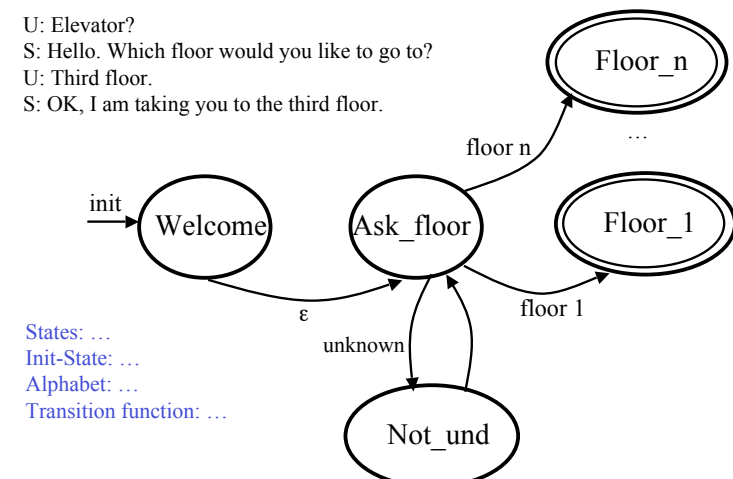 U: Elevator?
S: Hello. Which floor would you like to go to?
U: Third floor.
S: OK, I am taking you to the third floor.
Floor_n
…
floor n
init
Welcome
Ask_floor
Floor_1
ε
floor 1
unknown
Not_und
States: …
Init-State: …
Alphabet: …
Transition function: …